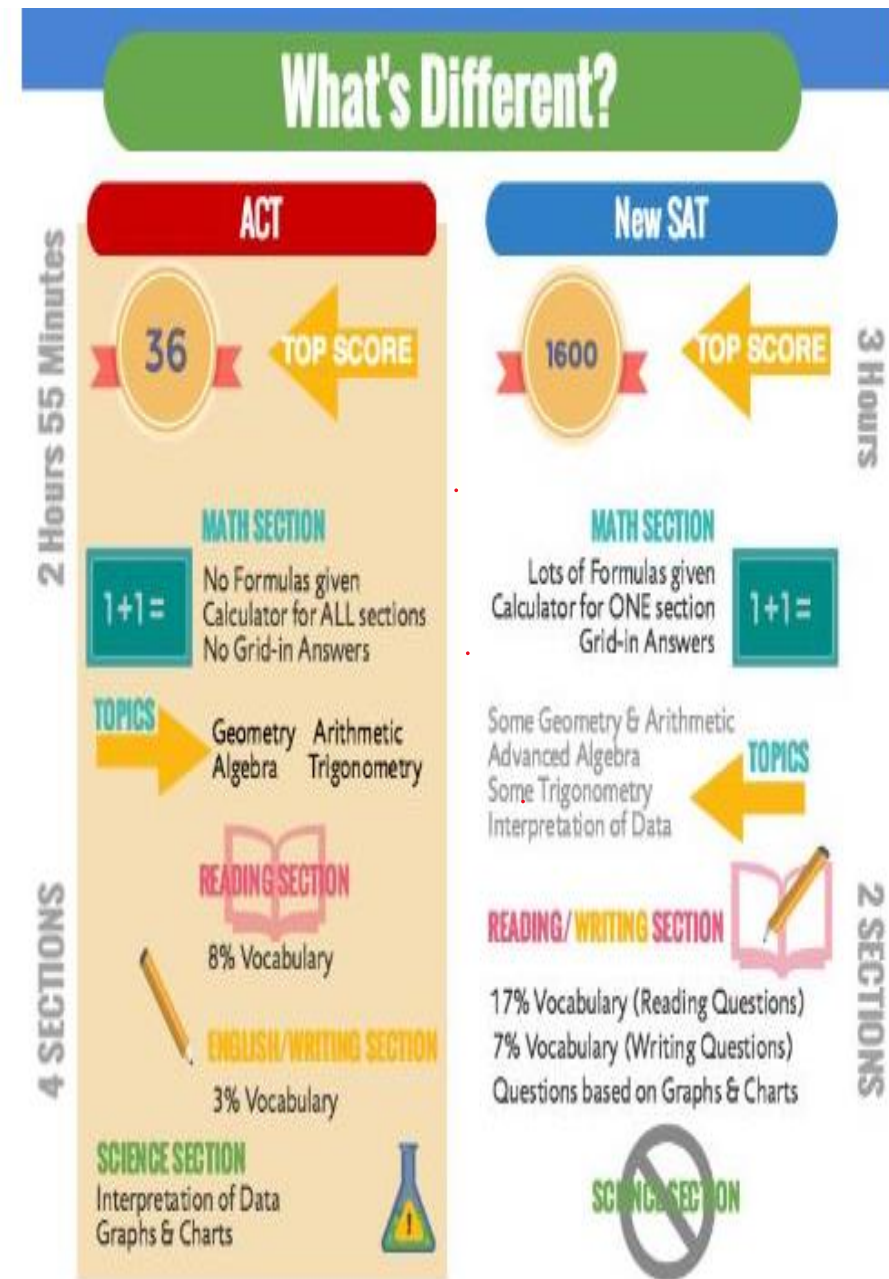 What's Different?
ACT
2 Hours 55 Minutes
36
TOP SCORE
MATH SECTION
1+1=
No Formulas given
Calculator for ALL sections
No Grid-in Answers
TOPICS
Geometry Arithmetic
Algebra Trigonometry
4 SECTIONS
READING SECTION
8% Vocabulary
ENGLISH/WRITING SECTION
3% Vocabulary
SCIENCE SECTION
Interpretation of Data
Graphs & Charts
New SAT
1600
TOP SCORE
3 Hours
MATH SECTION
Lots of Formulas given
Calculator for ONE section
Grid-in Answers
1+1=
Some Geometry & Arithmetic
Advanced Algebra
Some Trigonometry
Interpretation of Data
TOPICS
READING/WRITING SECTION
2 SECTIONS
17% Vocabulary (Reading Questions)
7% Vocabulary (Writing Questions)
Questions based on Graphs & Charts
SCIENCE SECTION